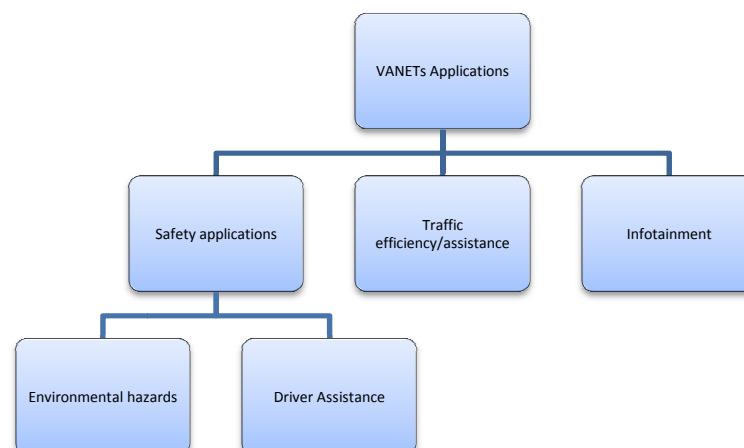 VANETs Applications
Safety applications
Traffic
efficiency/assistance
Infotainment
Environmental hazards
Driver Assistance